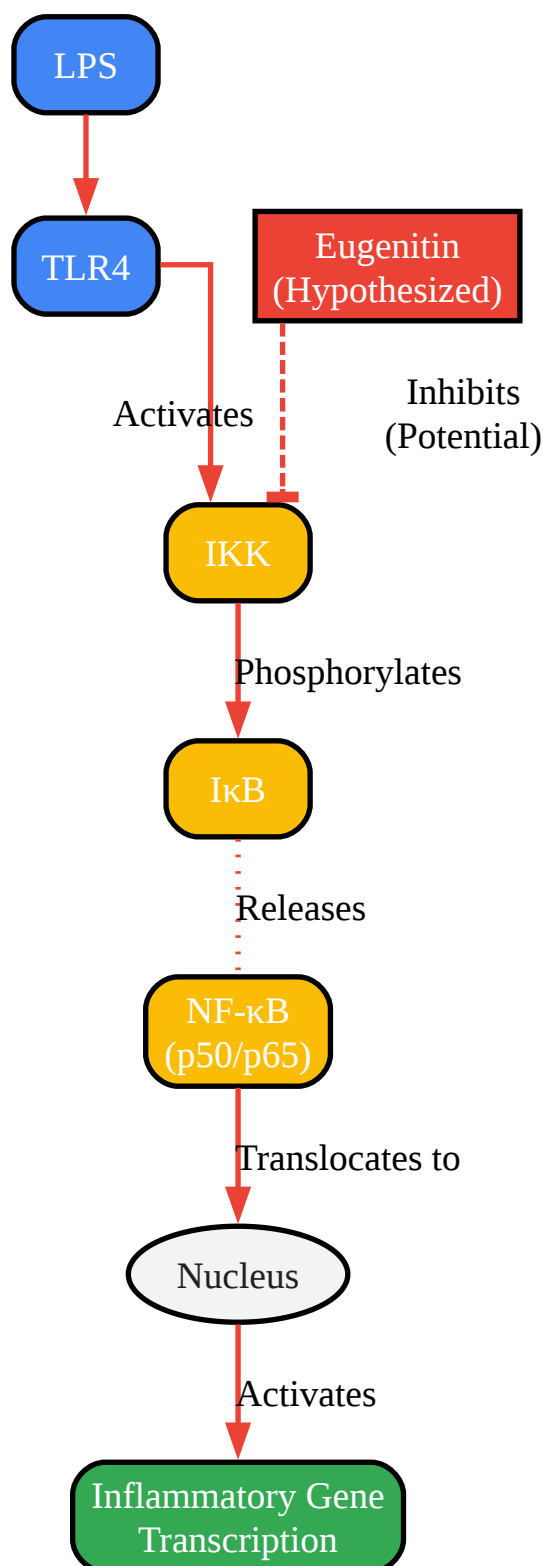 LPS
TLR4
Eugenitin
(Hypothesized)
Activates
Inhibits
(Potential)
IKK
Phosphorylates
IκB
Releases
NF-κB
(p50/p65)
Translocates to
Nucleus
Activates
Inflammatory Gene
Transcription